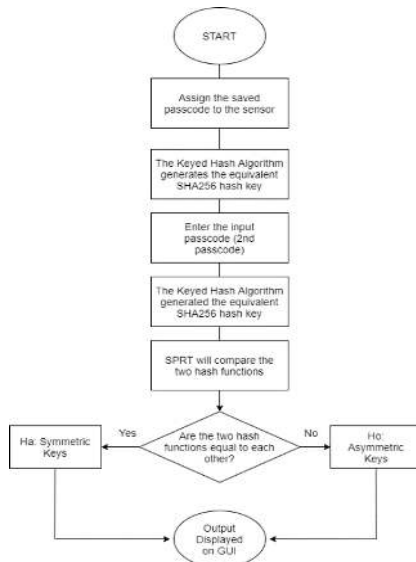 START
Assign the saved
passcode to the sensor
The Keyed Hash Algorithm
generates the equivalent
SHA256 hash key
Enter the input
passcode (2nd
passcode)
The Keyed Hash Algorithm
generated the equivalent
SHA256 hash key
SPRT will compare the
two hash functions
Are the two hash
functions equal to each
other?
Yes
No
Ha: Symmetric
Keys
Ho:
Asymmetric
Keys
Output
Displayed
on GUI